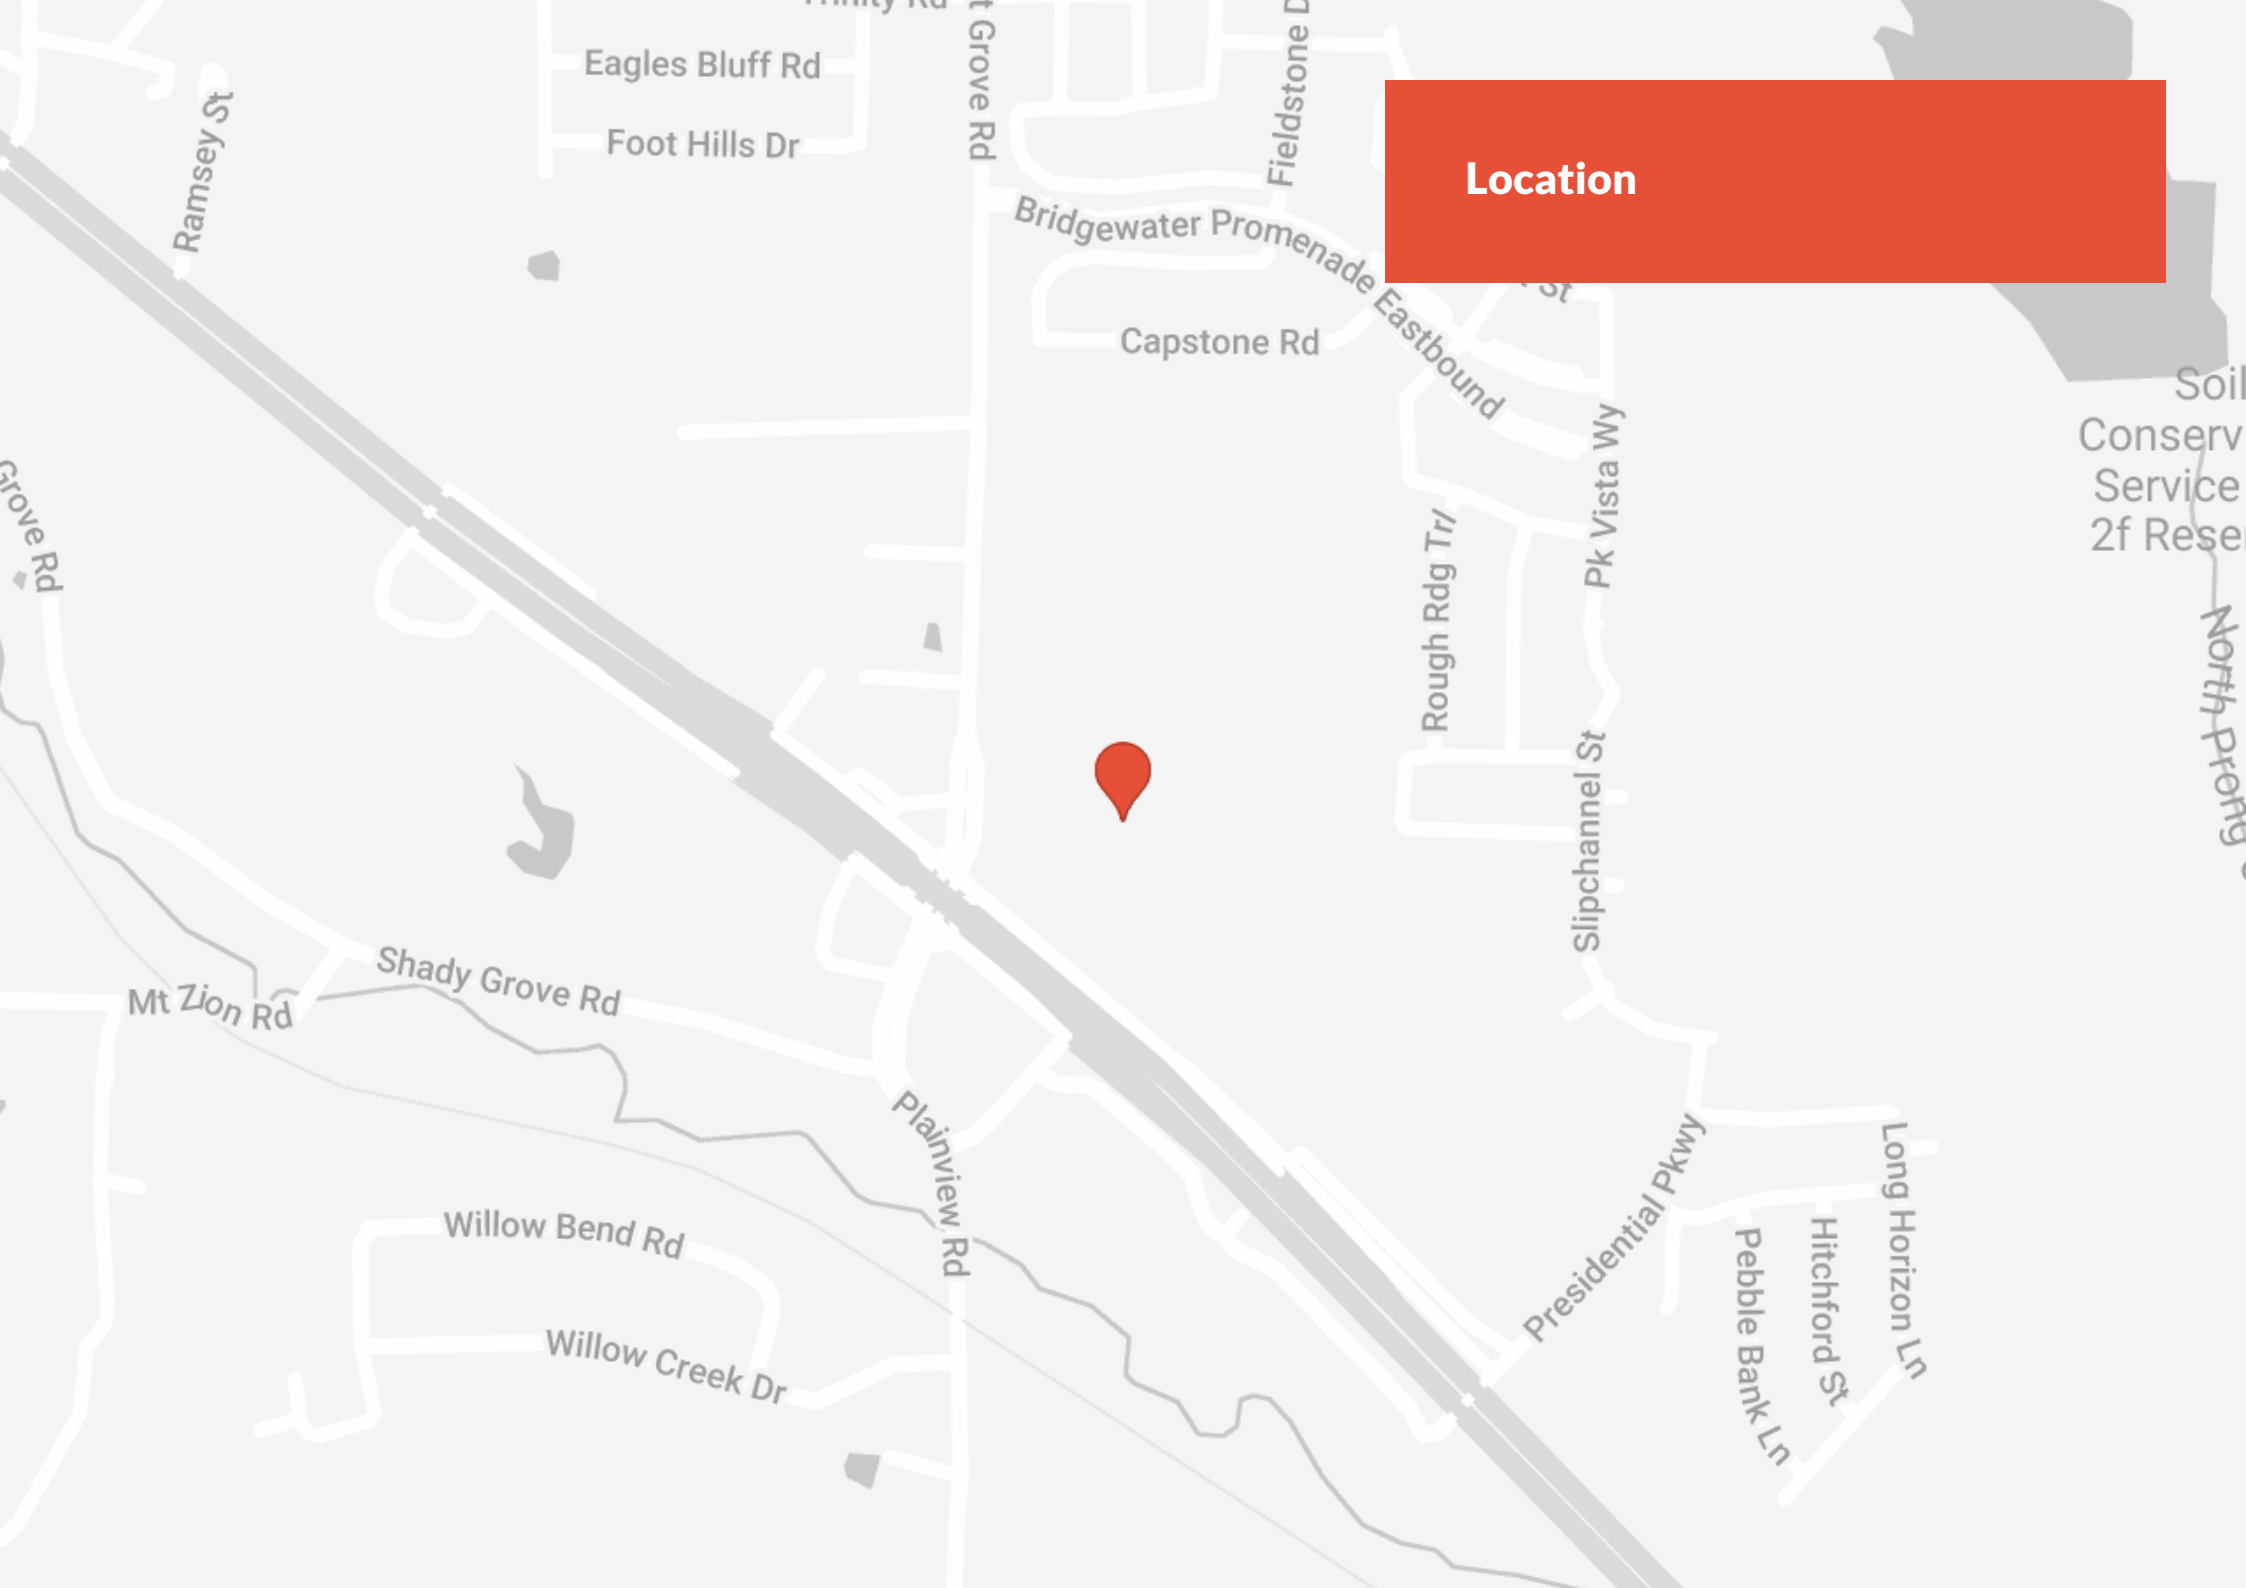 Trinity Rd
t Grove Rd
Fieldstone D
Eagles Bluff Rd
Foot Hills Dr
Ramsey St
Location
Bridgewater Promenade Eastbound
St
Capstone Rd
Pk Vista Wy
Soil
Conserv
Service
2f Reser
Grove Rd
Rough Rdg Trl
North Prong
Slipchannel St
Shady Grove Rd
Mt Zion Rd
Plainview Rd
Presidential Pkwy
Long Horizon Ln
Willow Bend Rd
Pebble Bank Ln
Hitchford St
Willow Creek Dr